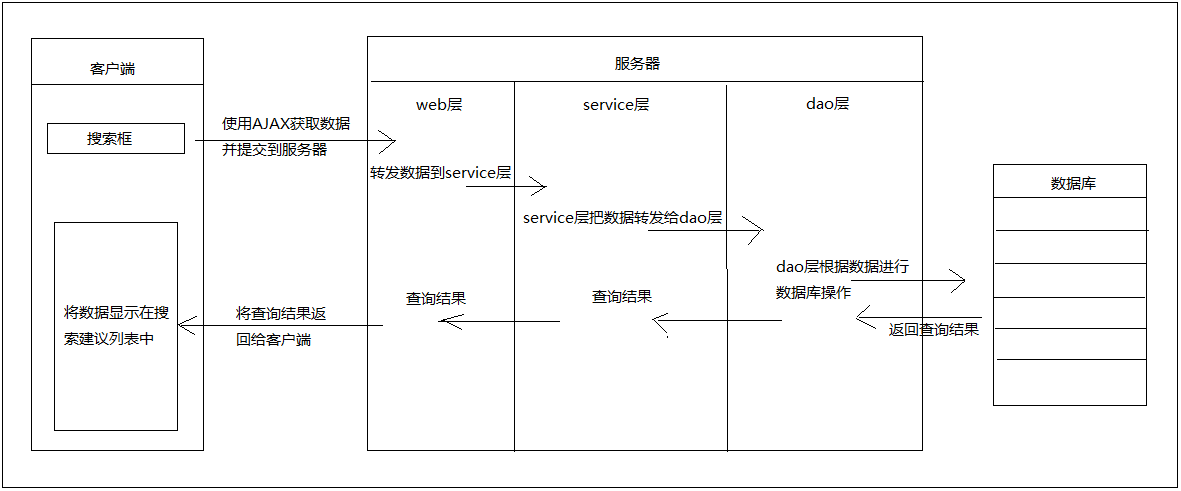 客户端
服务器
web层
service层
dao层
搜索框
使用AJAX获取数据
并提交到服务器
转发数据到service层
数据库
service层把数据转发给dao层
dao层根据数据进行
数据库操作
查询结果
查询结果
将数据显示在搜
索建议列表中
将查询结果返
回给客户端
返回查询结果